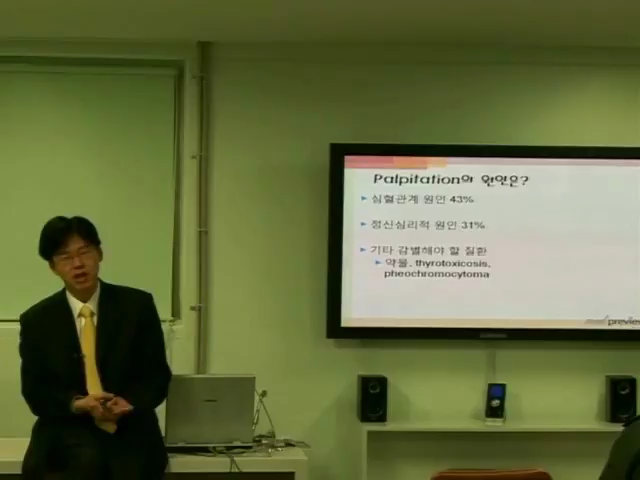 Palpitation의 원인은?
심혈관계 원인 43%
정신심리적 원인 31%
기타 감별해야 할 질환
약물, thyrotoxicosis,
pheochromocytoma
preview